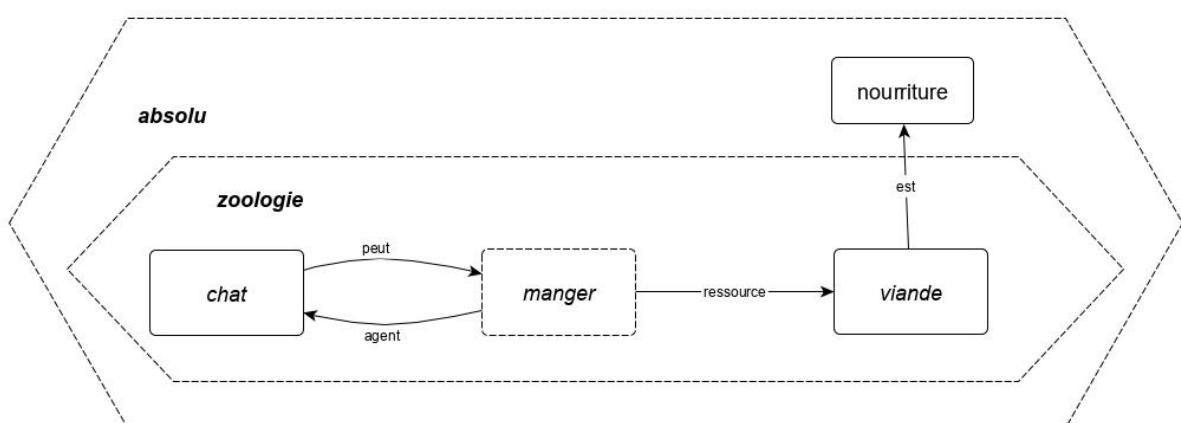 nourriture
absolu
est
zoologie
peut
chat
manger
ressource
viande
agent